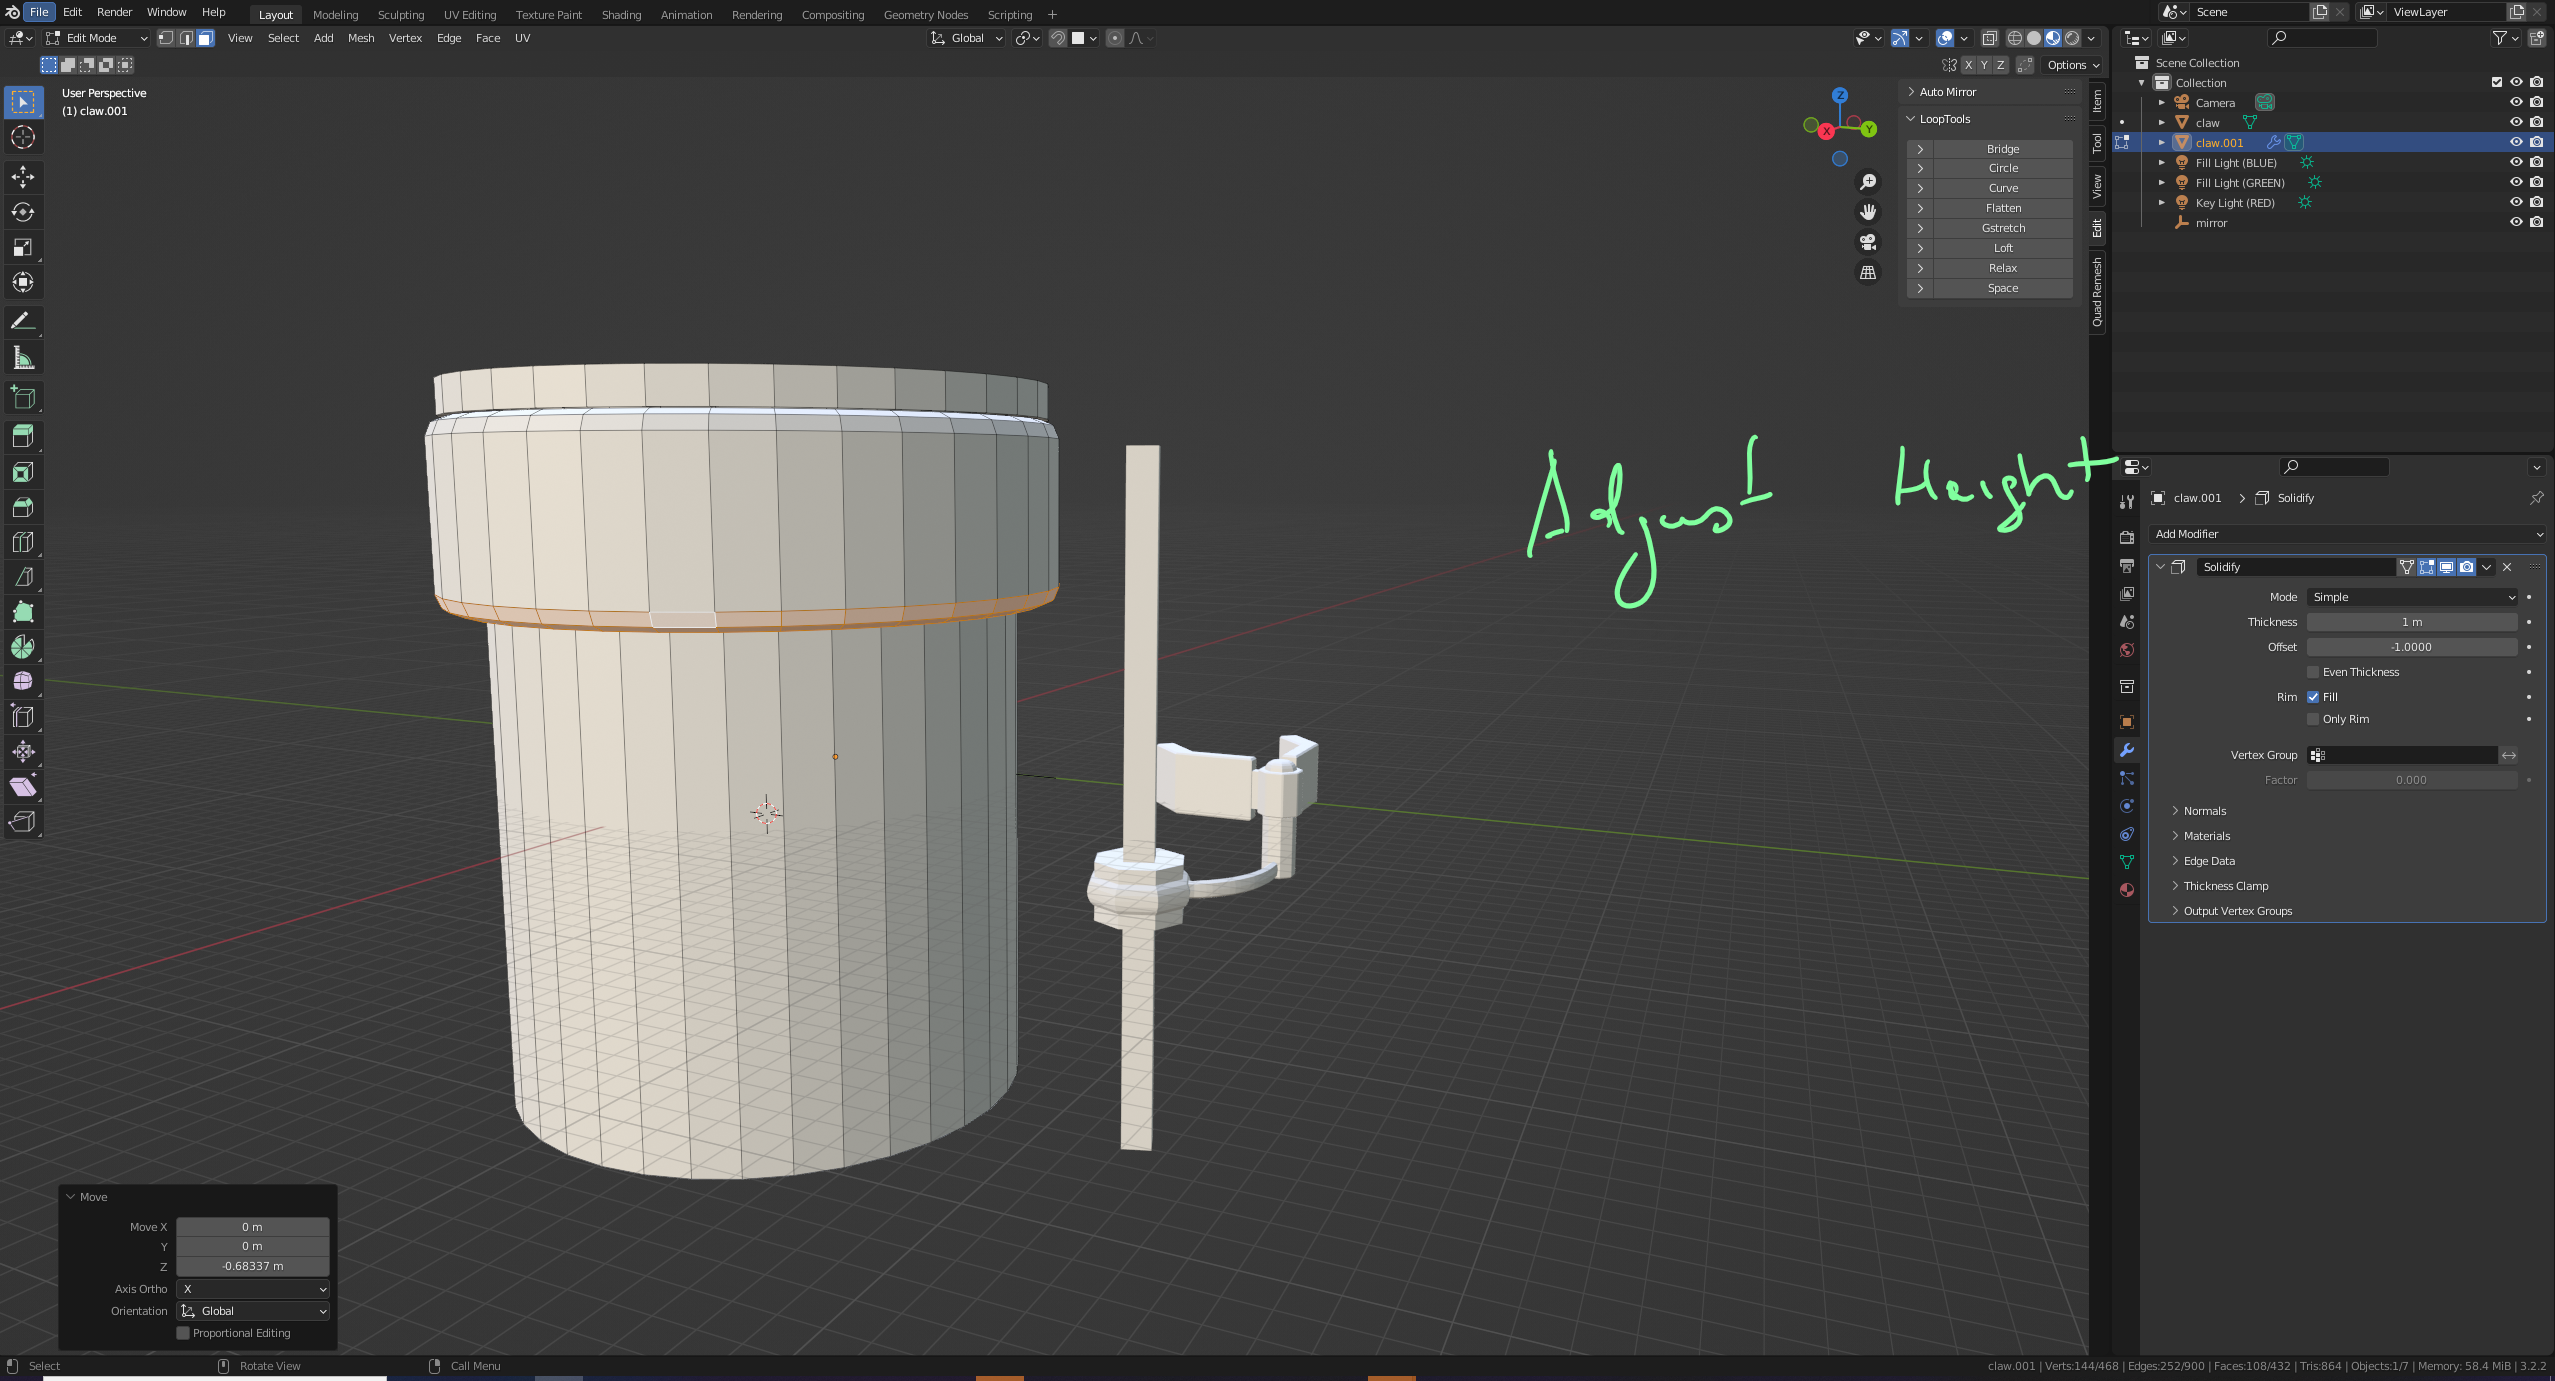 File Edit Render Window Help Layout Modeling Sculpting UV Editing Texture Paint Shading Animation Rendering Compositing Geometry Nodes Scripting + Scene ViewLayer
Edit Mode View Select Add Mesh Vertex Edge Face UV Global
X Y Z Options
User Perspective
(1) claw.001
Z
X
Y
Auto Mirror
LoopTools
Bridge
Circle
Curve
Flatten
Gstretch
Loft
Relax
Space
Item
Tool
View
Edit
Quad Remesh
Scene Collection
Collection
Camera
claw
claw.001
Fill Light (BLUE)
Fill Light (GREEN)
Key Light (RED)
mirror
Adjust Height
claw.001 > Solidify
Add Modifier
Solidify
Mode Simple
Thickness 1 m
Offset -1.0000
Even Thickness
Rim Fill
Only Rim
Vertex Group
Factor 0.000
Normals
Materials
Edge Data
Thickness Clamp
Output Vertex Groups
Move
Move X 0 m
Y 0 m
Z -0.68337 m
Axis Ortho X
Orientation Global
Proportional Editing
Select Rotate View Call Menu claw.001 | Verts:144/468 | Edges:252/900 | Faces:108/432 | Tris:864 | Objects:1/7 | Memory: 58.4 MiB | 3.2.2